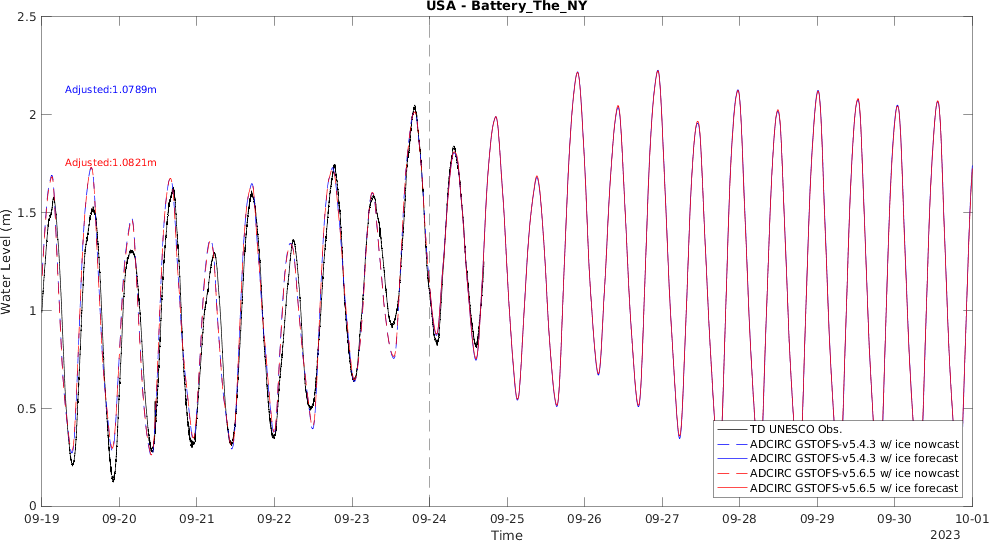 USA - Battery_The_NY
2.5
2
1.5
1
0.5
0
Water Level (m)
Adjusted:1.0789m
Adjusted:1.0821m
TD UNESCO Obs.
ADCIRC GSTOFS-v5.4.3 w/ ice nowcast
ADCIRC GSTOFS-v5.4.3 w/ ice forecast
ADCIRC GSTOFS-v5.6.5 w/ ice nowcast
ADCIRC GSTOFS-v5.6.5 w/ ice forecast
09-19 09-20 09-21 09-22 09-23 09-24 09-25 09-26 09-27 09-28 09-29 09-30 10-01
Time
2023